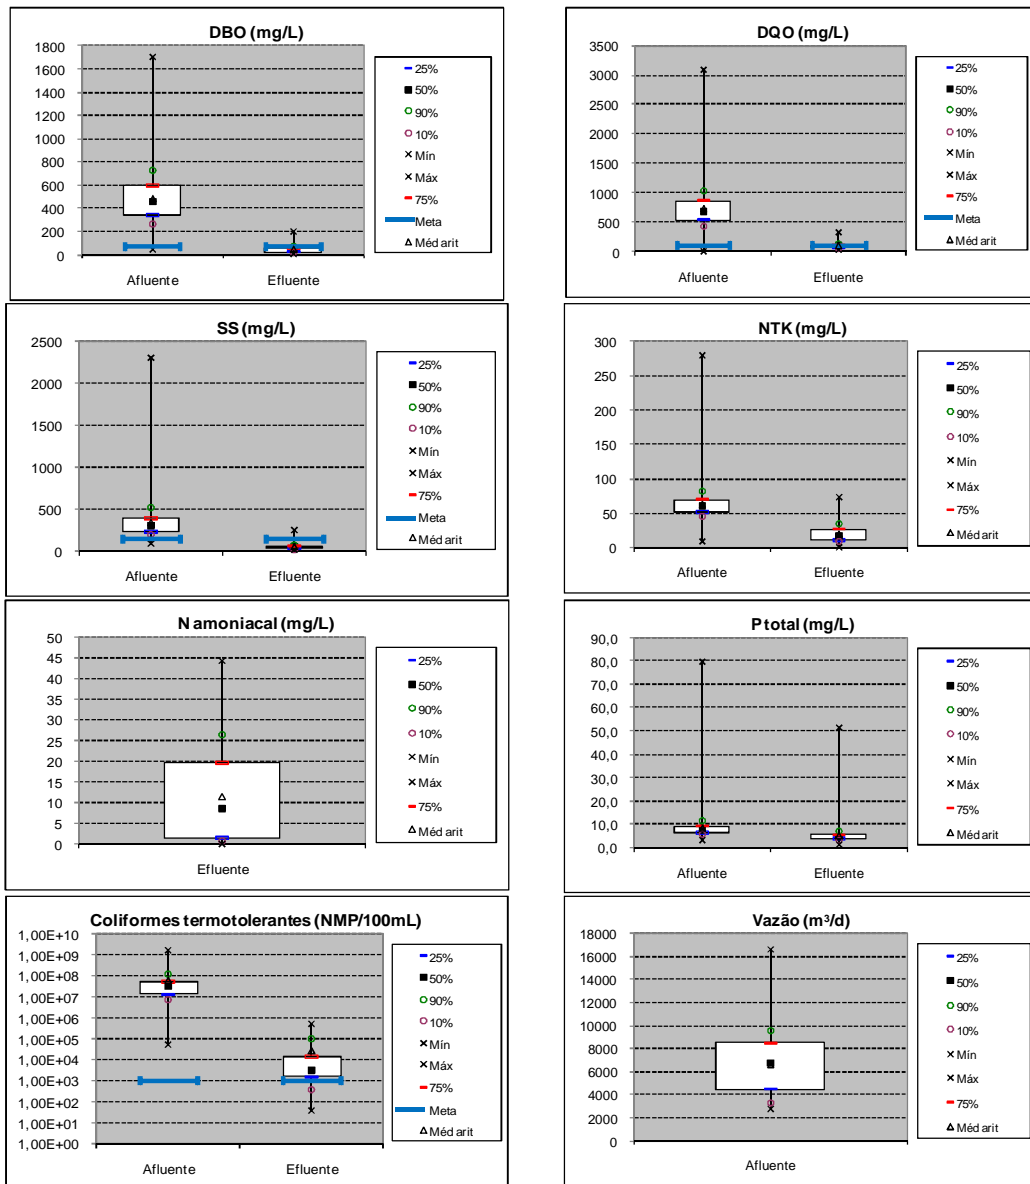 DBO (mg/L)
1800
1600
1400
1200
1000
800
600
400
200
0
Afluente
Efluente
25%
50%
90%
10%
Mín
Máx
75%
Meta
Méd arit
DQO (mg/L)
3500
3000
2500
2000
1500
1000
500
0
Afluente
Efluente
25%
50%
90%
10%
Mín
Máx
75%
Meta
Méd arit
SS (mg/L)
2500
2000
1500
1000
500
0
Afluente
Efluente
25%
50%
90%
10%
Mín
Máx
75%
Meta
Méd arit
NTK (mg/L)
300
250
200
150
100
50
0
Afluente
Efluente
25%
50%
90%
10%
Mín
Máx
75%
Méd arit
N amoniacal (mg/L)
50
45
40
35
30
25
20
15
10
5
0
Efluente
25%
50%
90%
10%
Mín
Máx
75%
Méd arit
P total (mg/L)
90,0
80,0
70,0
60,0
50,0
40,0
30,0
20,0
10,0
0,0
Afluente
Efluente
25%
50%
90%
10%
Mín
Máx
75%
Méd arit
Coliformes termotolerantes (NMP/100mL)
1,00E+10
1,00E+09
1,00E+08
1,00E+07
1,00E+06
1,00E+05
1,00E+04
1,00E+03
1,00E+02
1,00E+01
1,00E+00
Afluente
Efluente
25%
50%
90%
10%
Mín
Máx
75%
Meta
Méd arit
Vazão (m³/d)
18000
16000
14000
12000
10000
8000
6000
4000
2000
0
Afluente
25%
50%
90%
10%
Mín
Máx
75%
Méd arit